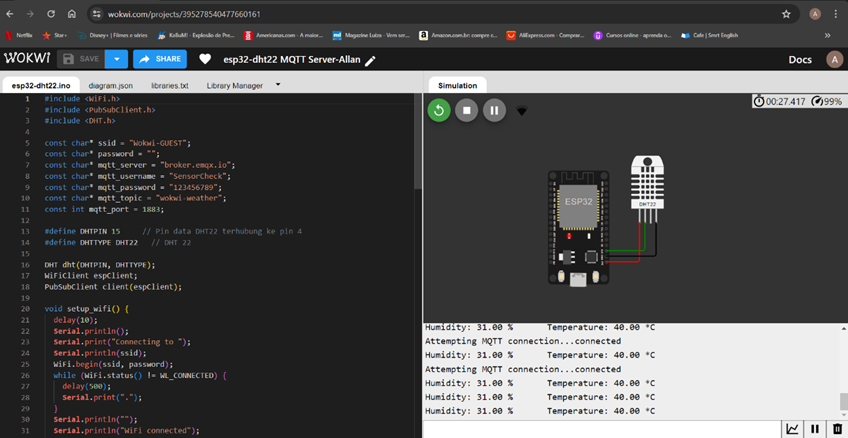 wokwi.com/projects/395278540477660161
Netflix
Star+
Disney+ | Filmes e séries
KaBuM! - Explosão de Pre...
Americanas.com - A maior...
Magazine Luiza - Vem ser...
Amazon.com.br: compre c...
AliExpress.com - Comprar...
Cursos online - aprenda o...
Cafe | Smrt English
WOKWI
SAVE
SHARE
esp32-dht22 MQTT Server-Allan
Docs
A
esp32-dht22.ino
diagram.json
libraries.txt
Library Manager
1 #include <WiFi.h>
2 #include <PubSubClient.h>
3 #include <DHT.h>
4
5 const char* ssid = "Wokwi-GUEST";
6 const char* password = "";
7 const char* mqtt_server = "broker.emqx.io";
8 const char* mqtt_username = "SensorCheck";
9 const char* mqtt_password = "123456789";
10 const char* mqtt_topic = "wokwi-weather";
11 const int mqtt_port = 1883;
12
13 #define DHTPIN 15     // Pin data DHT22 terhubung ke pin 4
14 #define DHTTYPE DHT22   // DHT 22
15
16 DHT dht(DHTPIN, DHTTYPE);
17 WiFiClient espClient;
18 PubSubClient client(espClient);
19
20 void setup_wifi() {
21 delay(10);
22 Serial.println();
23 Serial.print("Connecting to ");
24 Serial.println(ssid);
25 WiFi.begin(ssid, password);
26 while (WiFi.status() != WL_CONNECTED) {
27 delay(500);
28 Serial.print(".");
29 }
30 Serial.println("");
31 Serial.println("WiFi connected");
Simulation
00:27.417 99%
ESP32
DHT22
Humidity: 31.00 %      Temperature: 40.00 °C
Attempting MQTT connection...connected
Humidity: 31.00 %      Temperature: 40.00 °C
Attempting MQTT connection...connected
Humidity: 31.00 %      Temperature: 40.00 °C
Humidity: 31.00 %      Temperature: 40.00 °C
Humidity: 31.00 %      Temperature: 40.00 °C